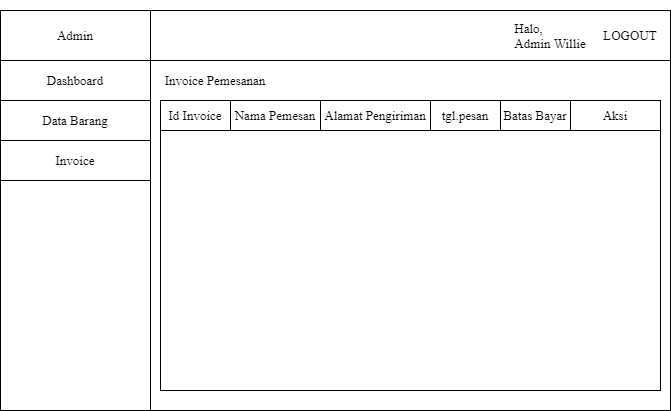 Admin
Halo,
Admin Willie
LOGOUT
Dashboard
Data Barang
Invoice
Invoice Pemesanan
Id Invoice
Nama Pemesan
Alamat Pengiriman
tgl.pesan
Batas Bayar
Aksi